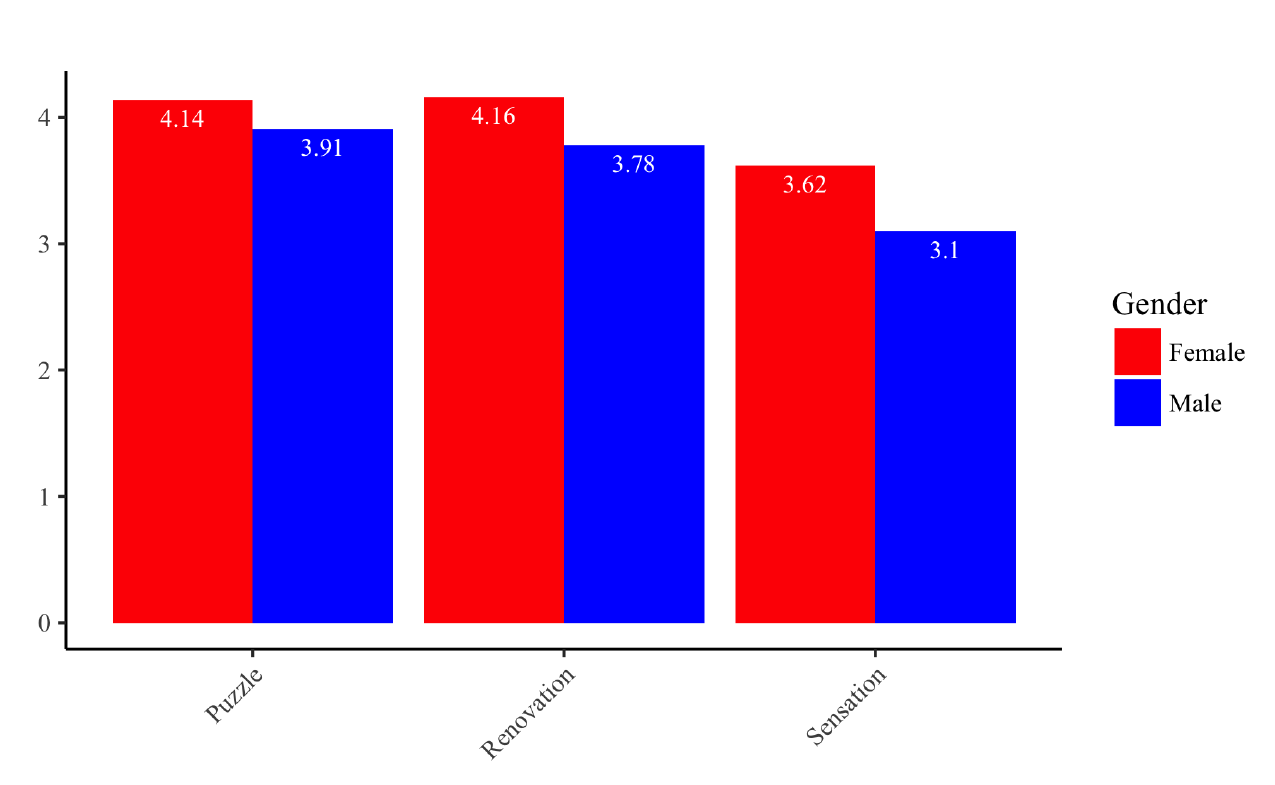 4
3
2
1
0
4.14
3.91
4.16
3.78
3.62
3.1
Puzzle
Renovation
Sensation
Gender
Female
Male